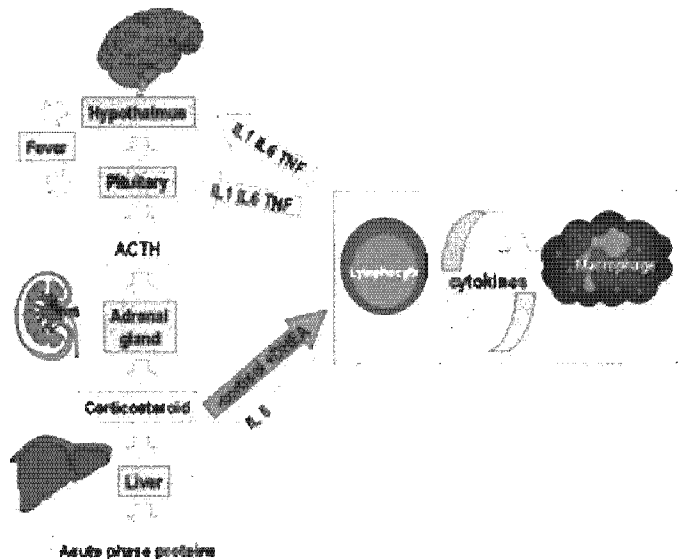 Hypothalmus
Fever
IL1 IL6 TNF
Pituitary
IL1 IL6 TNF
Lymphocyte
cytokines
Macrophage
ACTH
Adrenal
gland
Corticosteroid
IL 6
Liver
Acute phase proteins